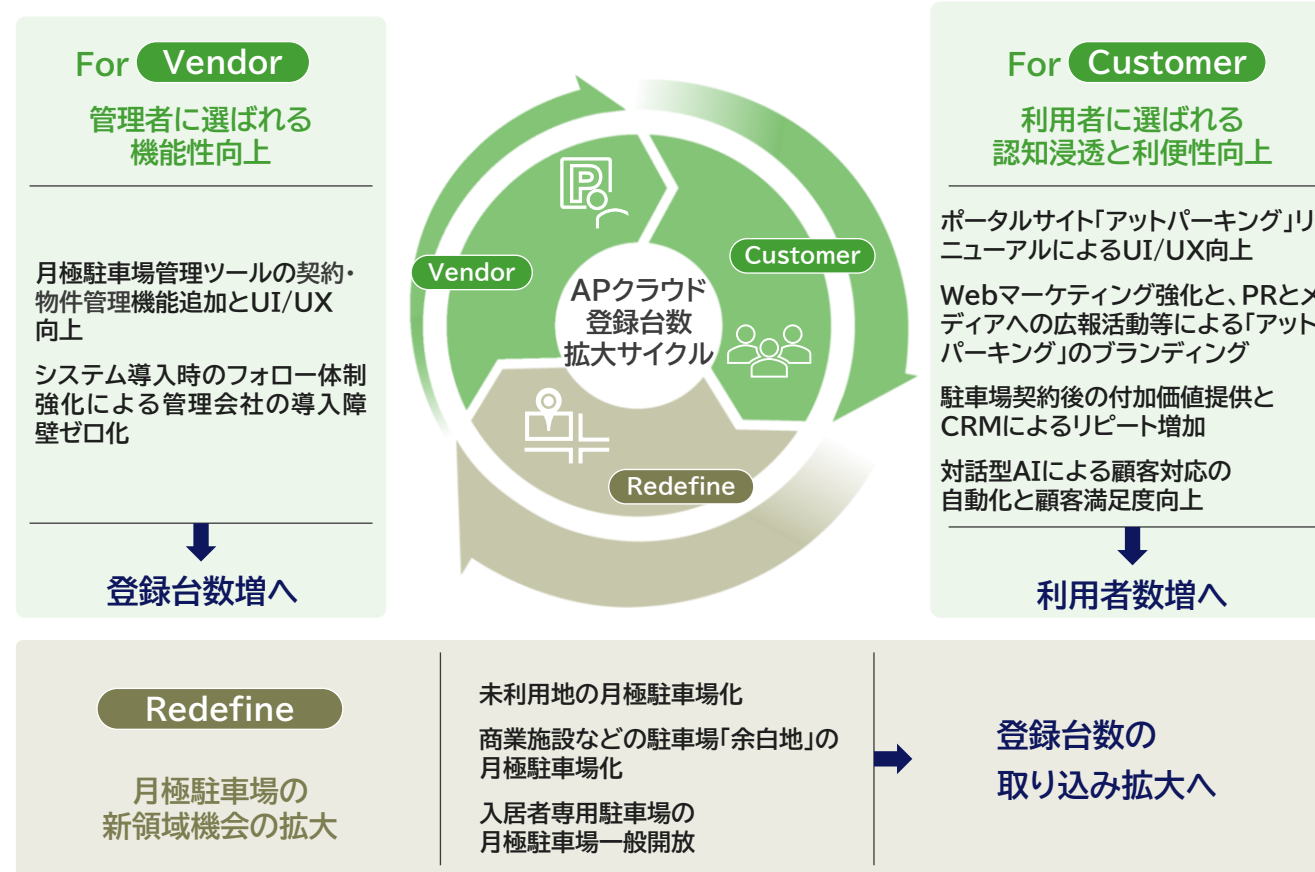 For Vendor
管理者に選ばれる
機能性向上
月極駐車場管理ツールの契約・
物件管理機能追加とUI/UX
向上
システム導入時のフォロー体制
強化による管理会社の導入障
壁ゼロ化
登録台数増へ
Vendor
Customer
APクラウド
登録台数
拡大サイクル
Redefine
For Customer
利用者に選ばれる
認知浸透と利便性向上
ポータルサイト「アットパーキング」リ
ニューアルによるUI/UX向上
Webマーケティング強化と、PRとメ
ディアへの広報活動等による「アット
パーキング」のブランディング
駐車場契約後の付加価値提供と
CRMによるリピート増加
対話型AIによる顧客対応の
自動化と顧客満足度向上
利用者数増へ
Redefine
月極駐車場の
新領域機会の拡大
未利用地の月極駐車場化
商業施設などの駐車場「余白地」の
月極駐車場化
入居者専用駐車場の
月極駐車場一般開放
登録台数の
取り込み拡大へ